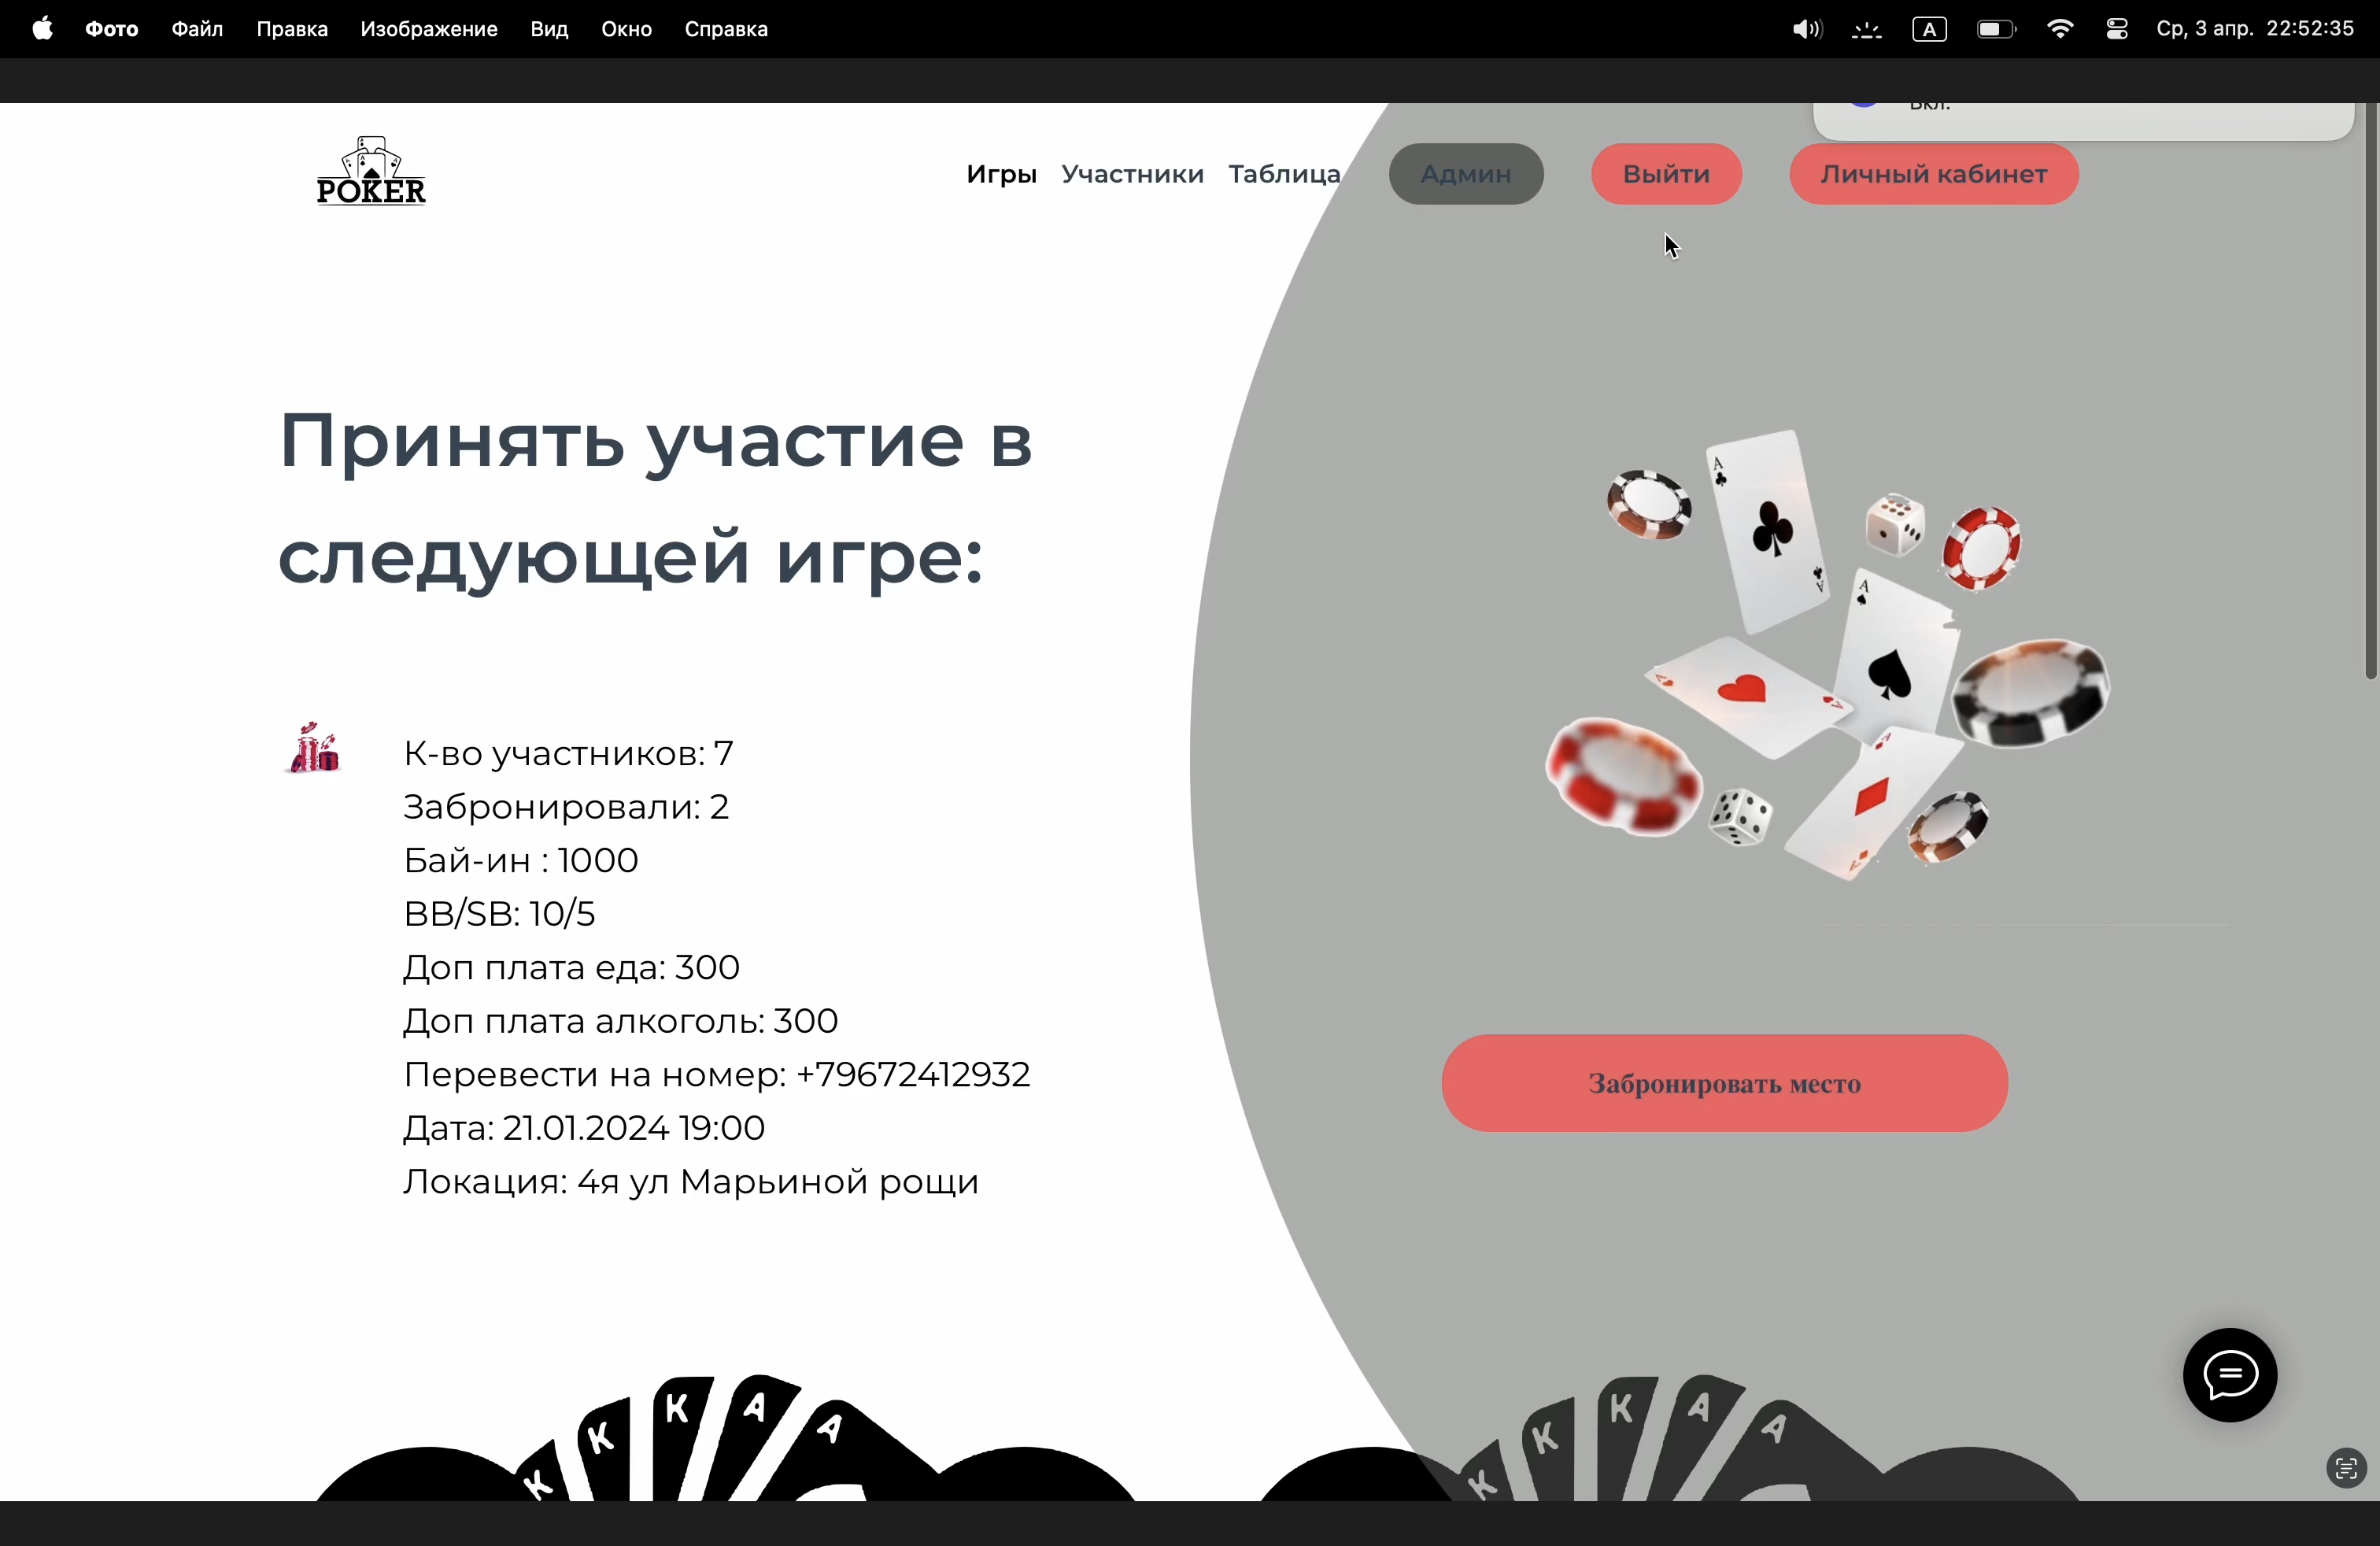 Фото Файл Правка Изображение Вид Окно Справка A Ср, 3 апр. 22:52:35
Вкл.
POKER
Игры Участники Таблица Админ Выйти Личный кабинет
Принять участие в
следующей игре:
К-во участников: 7
Забронировали: 2
Бай-ин : 1000
BB/SB: 10/5
Доп плата еда: 300
Доп плата алкоголь: 300
Перевести на номер: +79672412932
Дата: 21.01.2024 19:00
Локация: 4я ул Марьиной рощи
A
A
A
A
A
A
A
A
Забронировать место
K K K A A
K K K A A